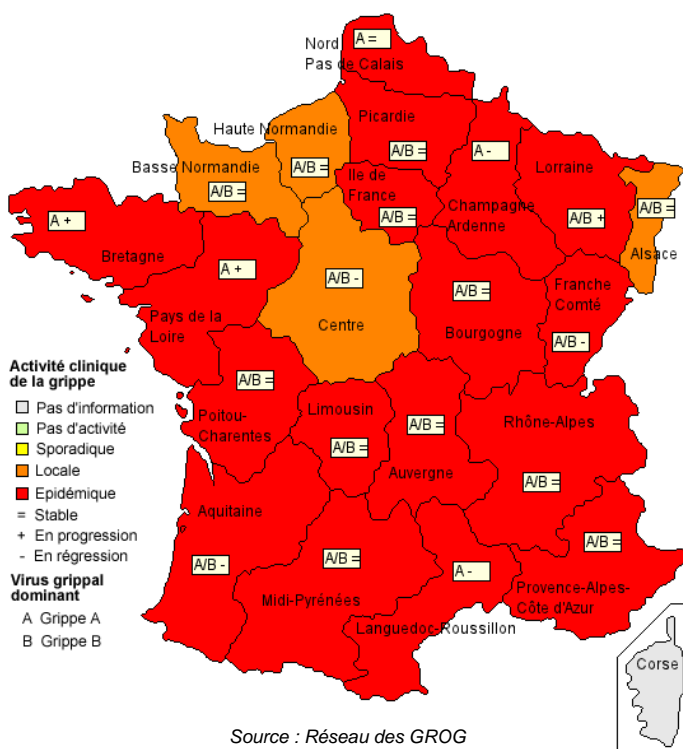 Nord
Pas de Calais
A =
Haute Normandie
A/B =
Picardie
A/B =
A -
Champagne
Ardenne
Lorraine
A/B +
A/B =
Alsace
Basse Normandie
A/B =
Ile de
France
A/B =
A +
Bretagne
A +
Pays de la
Loire
A/B -
Centre
A/B =
Bourgogne
Franche
Comté
A/B -
A/B =
Poitou-
Charentes
Limousin
A/B =
A/B =
Auvergne
Rhône-Alpes
A/B =
Aquitaine
A/B -
A/B =
Midi-Pyrénées
A -
Languedoc-Roussillon
A/B =
Provence-Alpes-
Côte d'Azur
Corse
Activité clinique
de la grippe
Pas d'information
Pas d'activité
Sporadique
Locale
Epidémique
= Stable
+ En progression
- En régression
Virus grippal
dominant
A Grippe A
B Grippe B
Source : Réseau des GROG